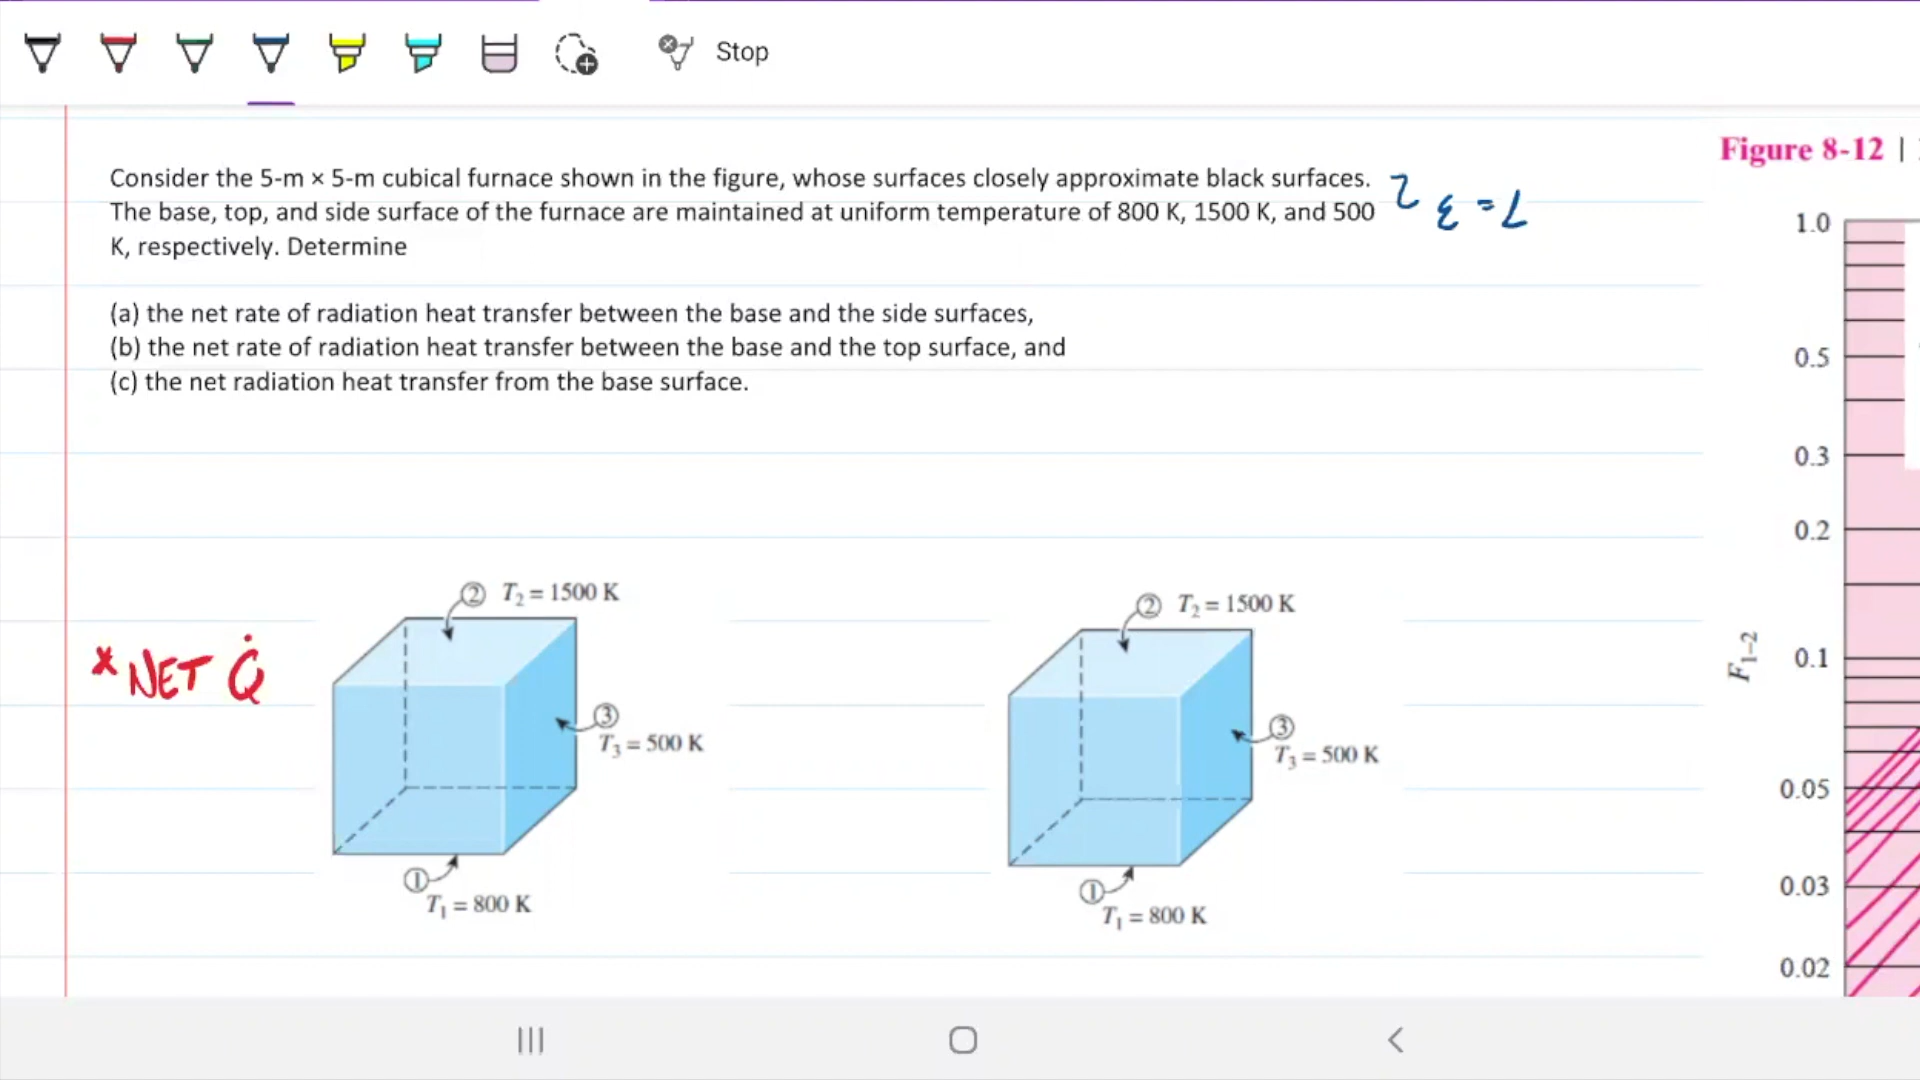 Stop
Figure 8-12 |
Consider the 5-m × 5-m cubical furnace shown in the figure, whose surfaces closely approximate black surfaces.
The base, top, and side surface of the furnace are maintained at uniform temperature of 800 K, 1500 K, and 500
K, respectively. Determine
(a) the net rate of radiation heat transfer between the base and the side surfaces,
(b) the net rate of radiation heat transfer between the base and the top surface, and
(c) the net radiation heat transfer from the base surface.
* NET Q̇
② T₂ = 1500 K
③
T₃ = 500 K
①
T₁ = 800 K
② T₂ = 1500 K
③
T₃ = 500 K
①
T₁ = 800 K
F₁₋₂
1.0
0.5
0.3
0.2
0.1
0.05
0.03
0.02